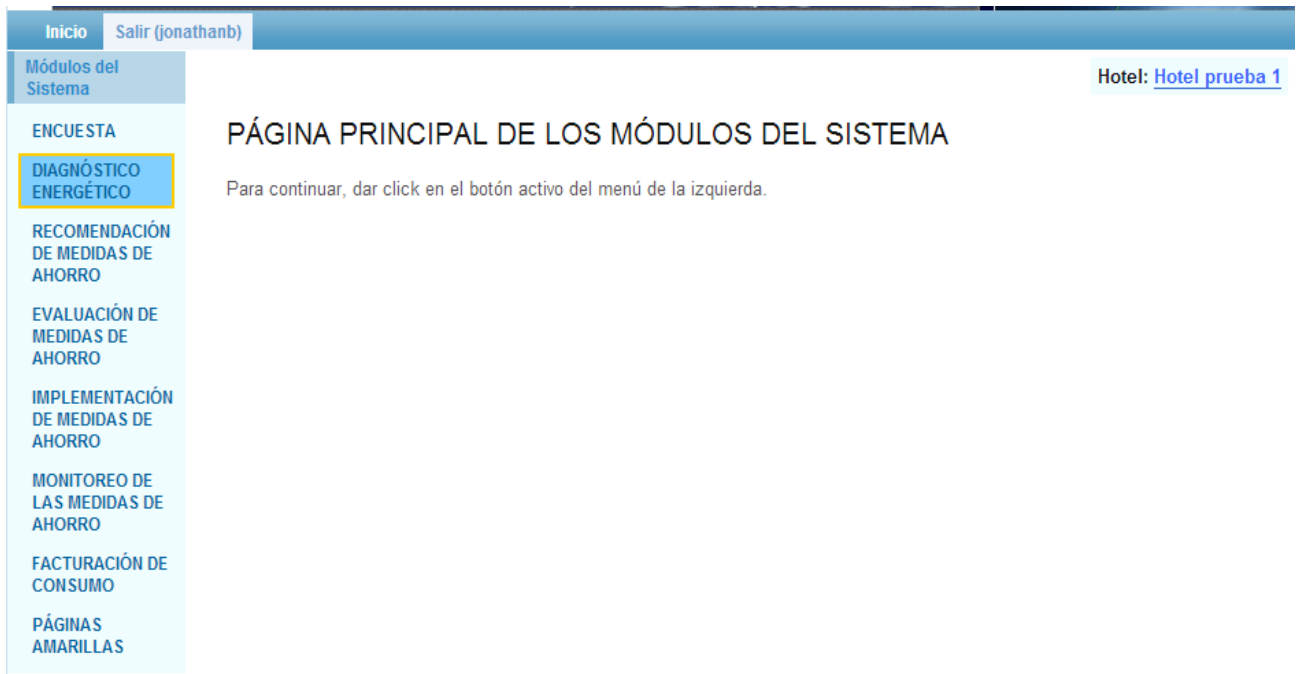 Inicio Salir (jonathanb)
Módulos del
Sistema
Hotel: Hotel prueba 1
ENCUESTA
DIAGNÓSTICO
ENERGÉTICO
RECOMENDACIÓN
DE MEDIDAS DE
AHORRO
EVALUACIÓN DE
MEDIDAS DE
AHORRO
IMPLEMENTACIÓN
DE MEDIDAS DE
AHORRO
MONITOREO DE
LAS MEDIDAS DE
AHORRO
FACTURACIÓN DE
CONSUMO
PÁGINAS
AMARILLAS
PÁGINA PRINCIPAL DE LOS MÓDULOS DEL SISTEMA
Para continuar, dar click en el botón activo del menú de la izquierda.